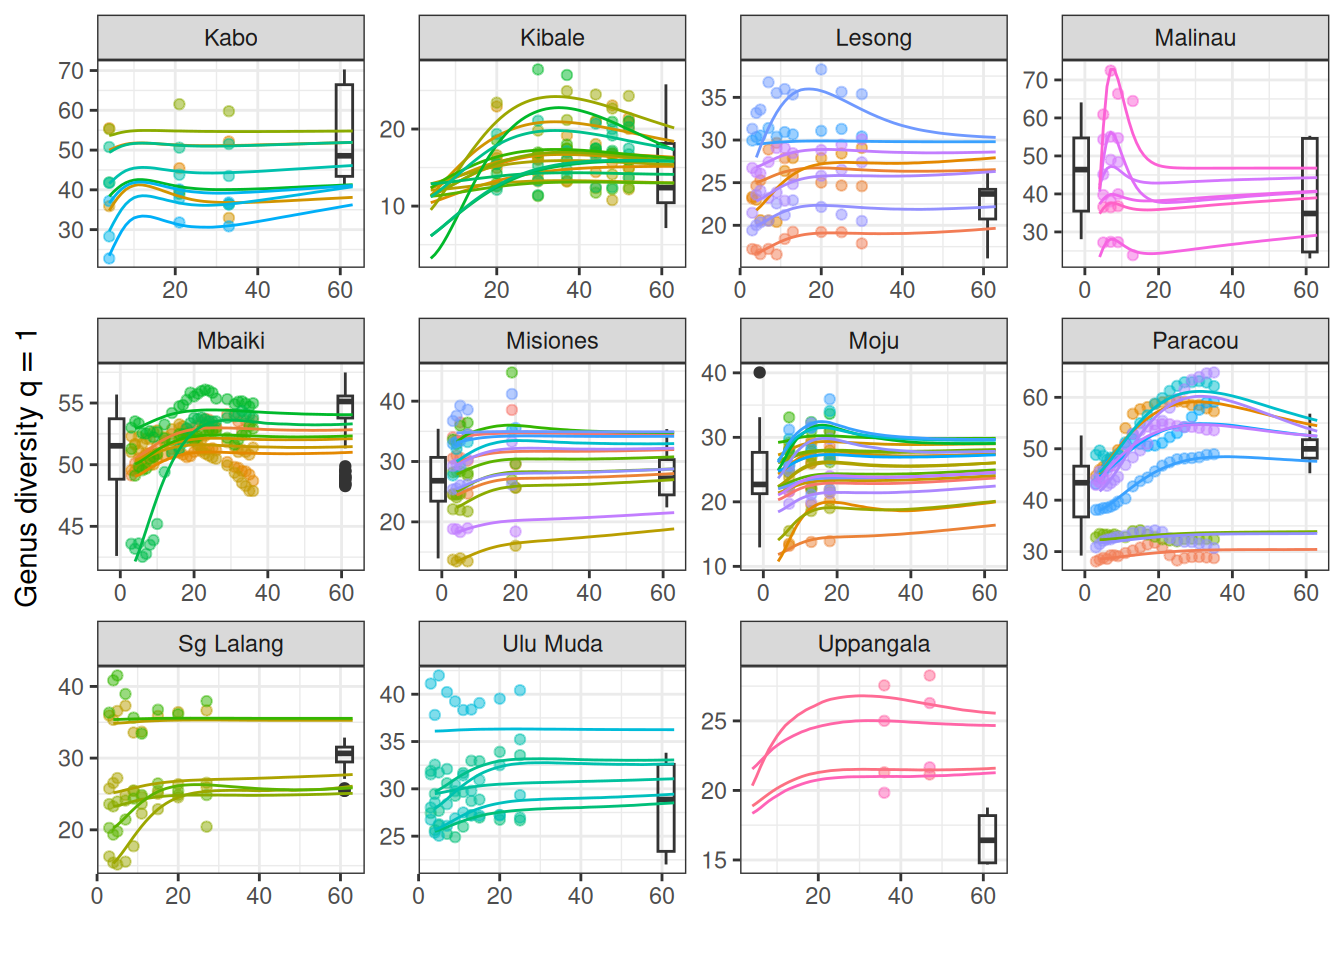 Kabo Kibale Lesong Malinau
70 60 50 40 30
20 10
35 30 25 20
70 60 50 40 30
20 40 60 20 40 60 0 20 40 60 0 20 40 60
Genus diversity q = 1
Mbaiki Misiones Moju Paracou
55 50 45
40 30 20
40 30 20 10
60 50 40 30
0 20 40 60 0 20 40 60 0 20 40 60 0 20 40 60
Sg Lalang Ulu Muda Uppangala
40 30 20
40 35 30 25
25 20 15
0 20 40 60 0 20 40 60 20 40 60